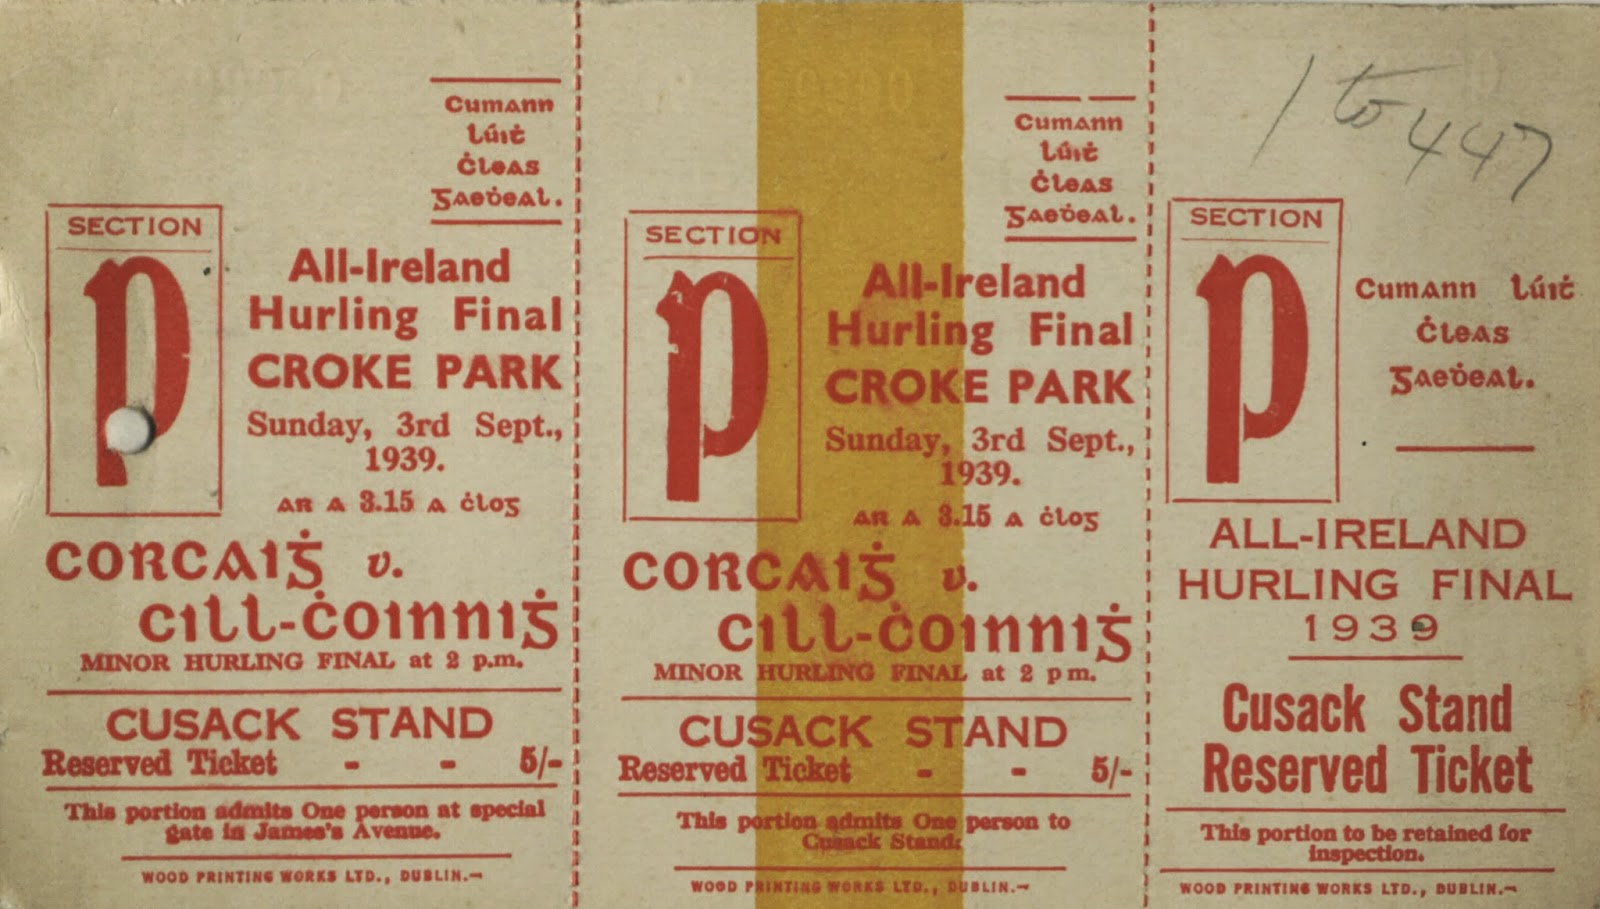 Cumann
Lúiṫ
Ċleas
Gaeḋeal.
SECTION
P
All-Ireland
Hurling Final
CROKE PARK
Sunday, 3rd Sept.,
1939.
ar a 3.15 a ċlog
Corcaiġ v.
Cill-Ċoinniġ
MINOR HURLING FINAL at 2 p.m.
CUSACK STAND
Reserved Ticket - - 5/-
This portion admits One person at special
gate in James's Avenue.
WOOD PRINTING WORKS LTD., DUBLIN.
Cumann
Lúiṫ
Ċleas
Gaeḋeal.
SECTION
P
All-Ireland
Hurling Final
CROKE PARK
Sunday, 3rd Sept.,
1939.
ar a 3.15 a ċlog
Corcaiġ v.
Cill-Ċoinniġ
MINOR HURLING FINAL at 2 p m.
CUSACK STAND
Reserved Ticket - - 5/-
This portion admits One person to
Cusack Stand.
WOOD PRINTING WORKS LTD., DUBLIN.
1 to 447
SECTION
P
Cumann Lúiṫ
Ċleas
Gaeḋeal.
ALL-IRELAND
HURLING FINAL
1939
Cusack Stand
Reserved Ticket
This portion to be retained for
inspection.
WOOD PRINTING WORKS LTD., DUBLIN.